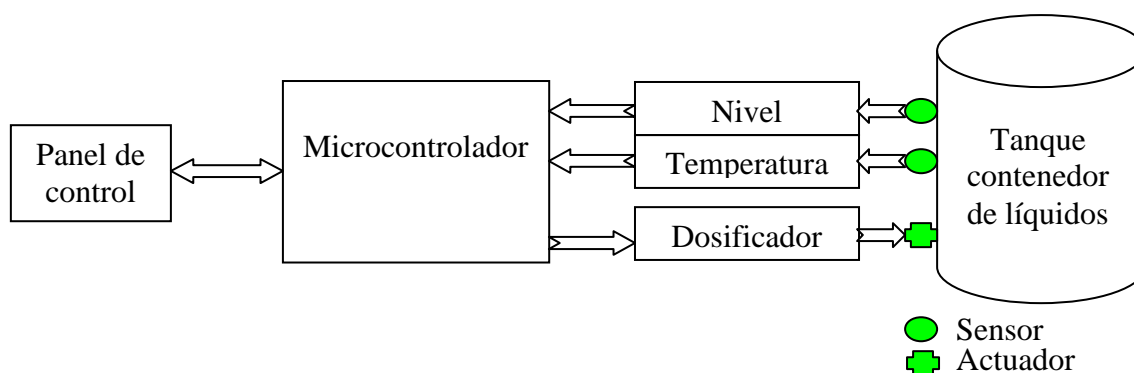 Panel de
control
Microcontrolador
Nivel
Temperatura
Dosificador
Tanque
contenedor
de líquidos
Sensor
Actuador